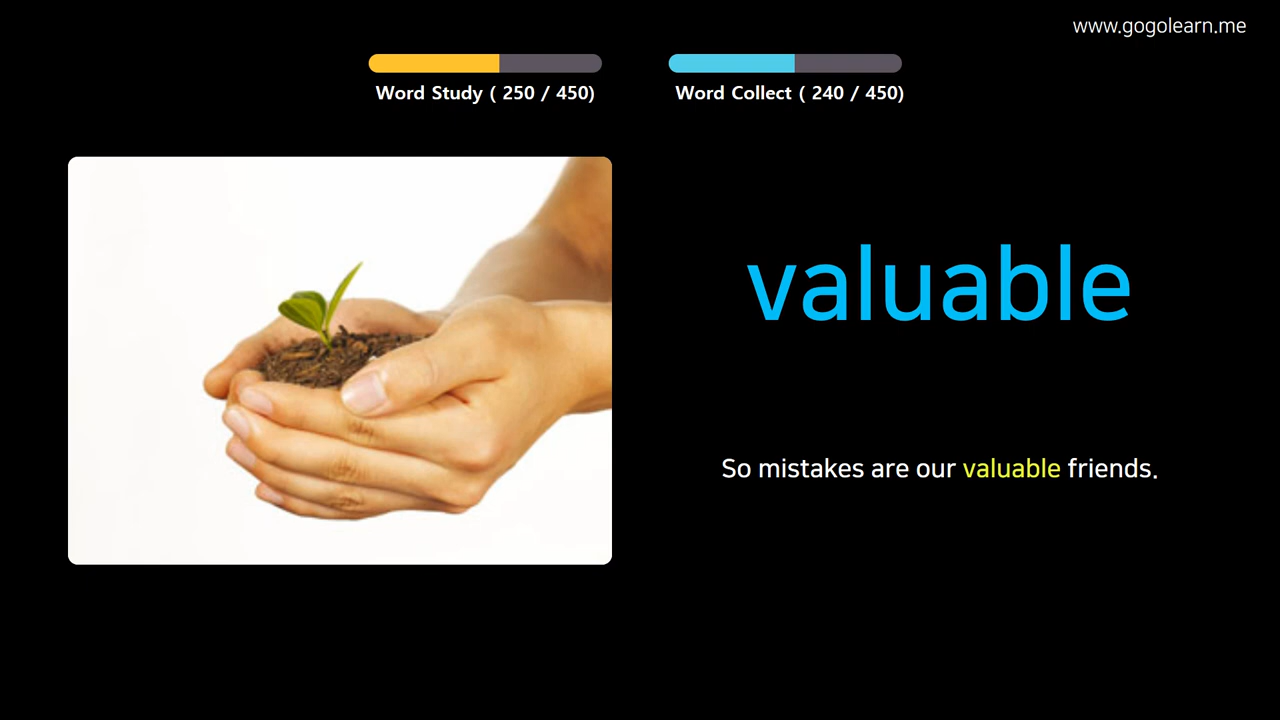 www.gogolearn.me
Word Study ( 250 / 450)
Word Collect ( 240 / 450)
valuable
So mistakes are our valuable friends.